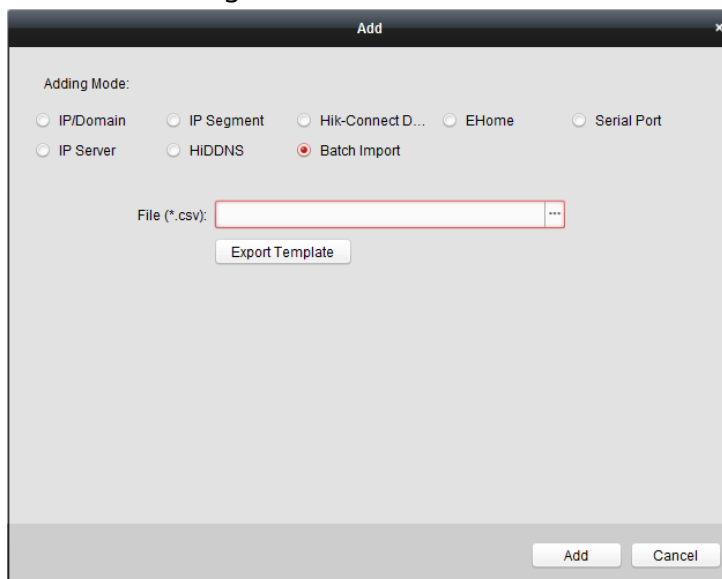 Add
×
Adding Mode:
IP/Domain IP Segment Hik-Connect D... EHome Serial Port
IP Server HiDDNS Batch Import
File (*.csv): ...
Export Template
Add Cancel